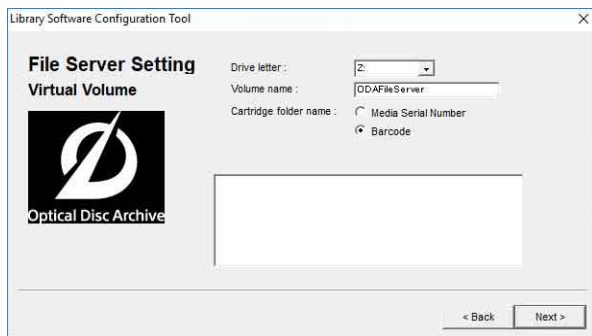 Library Software Configuration Tool
File Server Setting
Virtual Volume
Drive letter :
Z:
Volume name :
ODAFileServer
Cartridge folder name :
Media Serial Number
Barcode
Optical Disc Archive
< Back
Next >